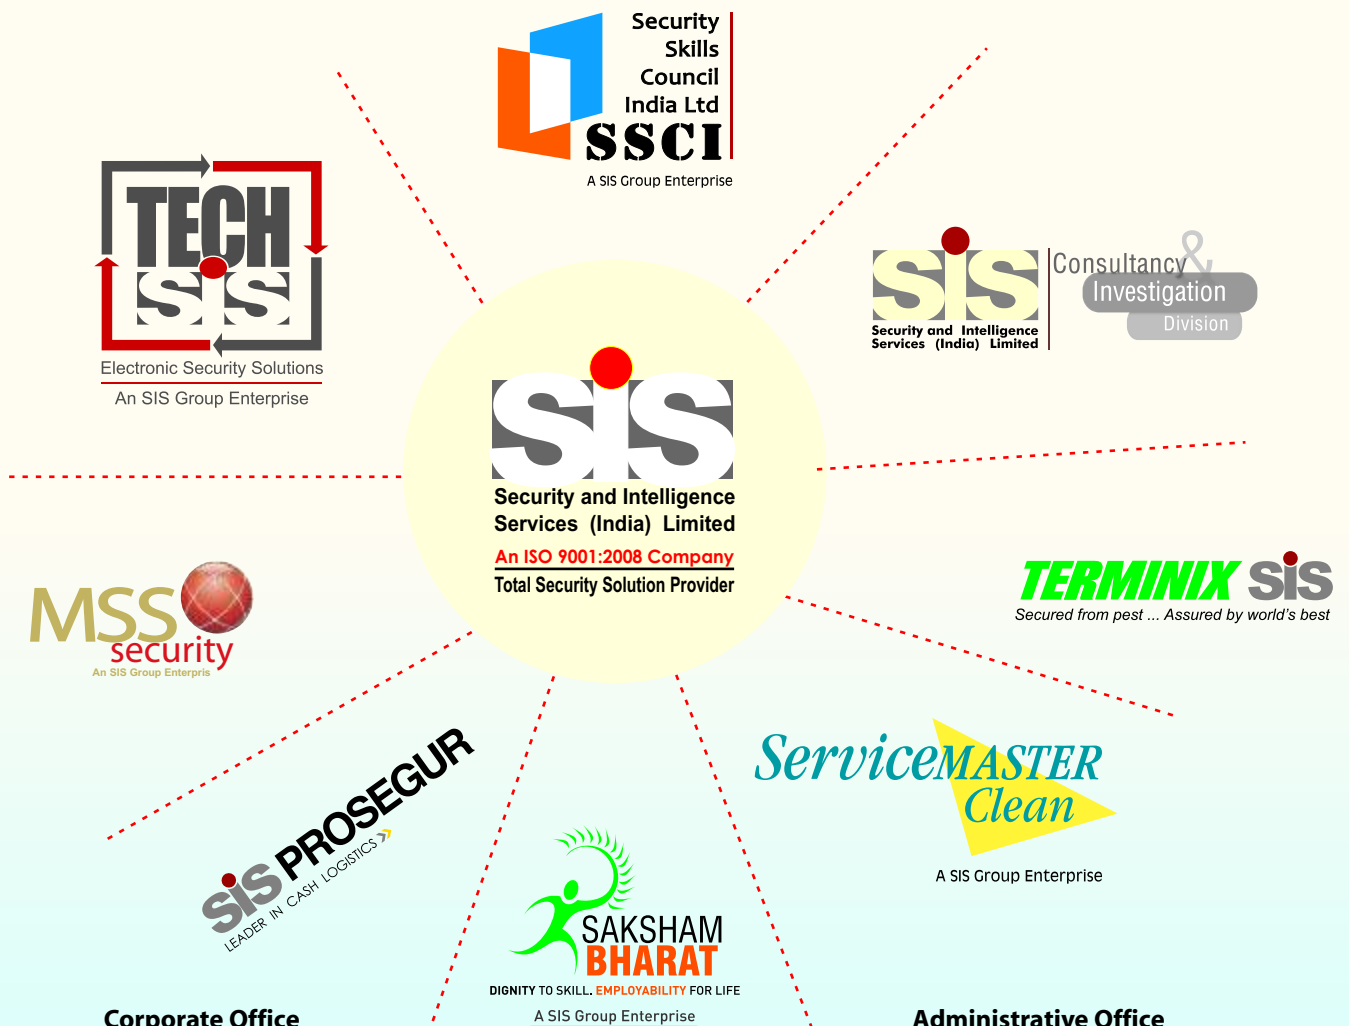 Security
Skills
Council
India Ltd
SSCI
A SIS Group Enterprise
TECH
SiS
Electronic Security Solutions
An SIS Group Enterprise
SiS
Security and Intelligence
Services (India) Limited
Consultancy &
Investigation
Division
SiS
Security and Intelligence
Services (India) Limited
An ISO 9001:2008 Company
Total Security Solution Provider
MSS
security
An SIS Group Enterpris
TERMINIX SiS
Secured from pest ... Assured by world's best
SiS PROSEGUR
LEADER IN CASH LOGISTICS
ServiceMASTER
Clean
A SIS Group Enterprise
SAKSHAM
BHARAT
DIGNITY TO SKILL. EMPLOYABILITY FOR LIFE
A SIS Group Enterprise
Corporate Office
Administrative Office